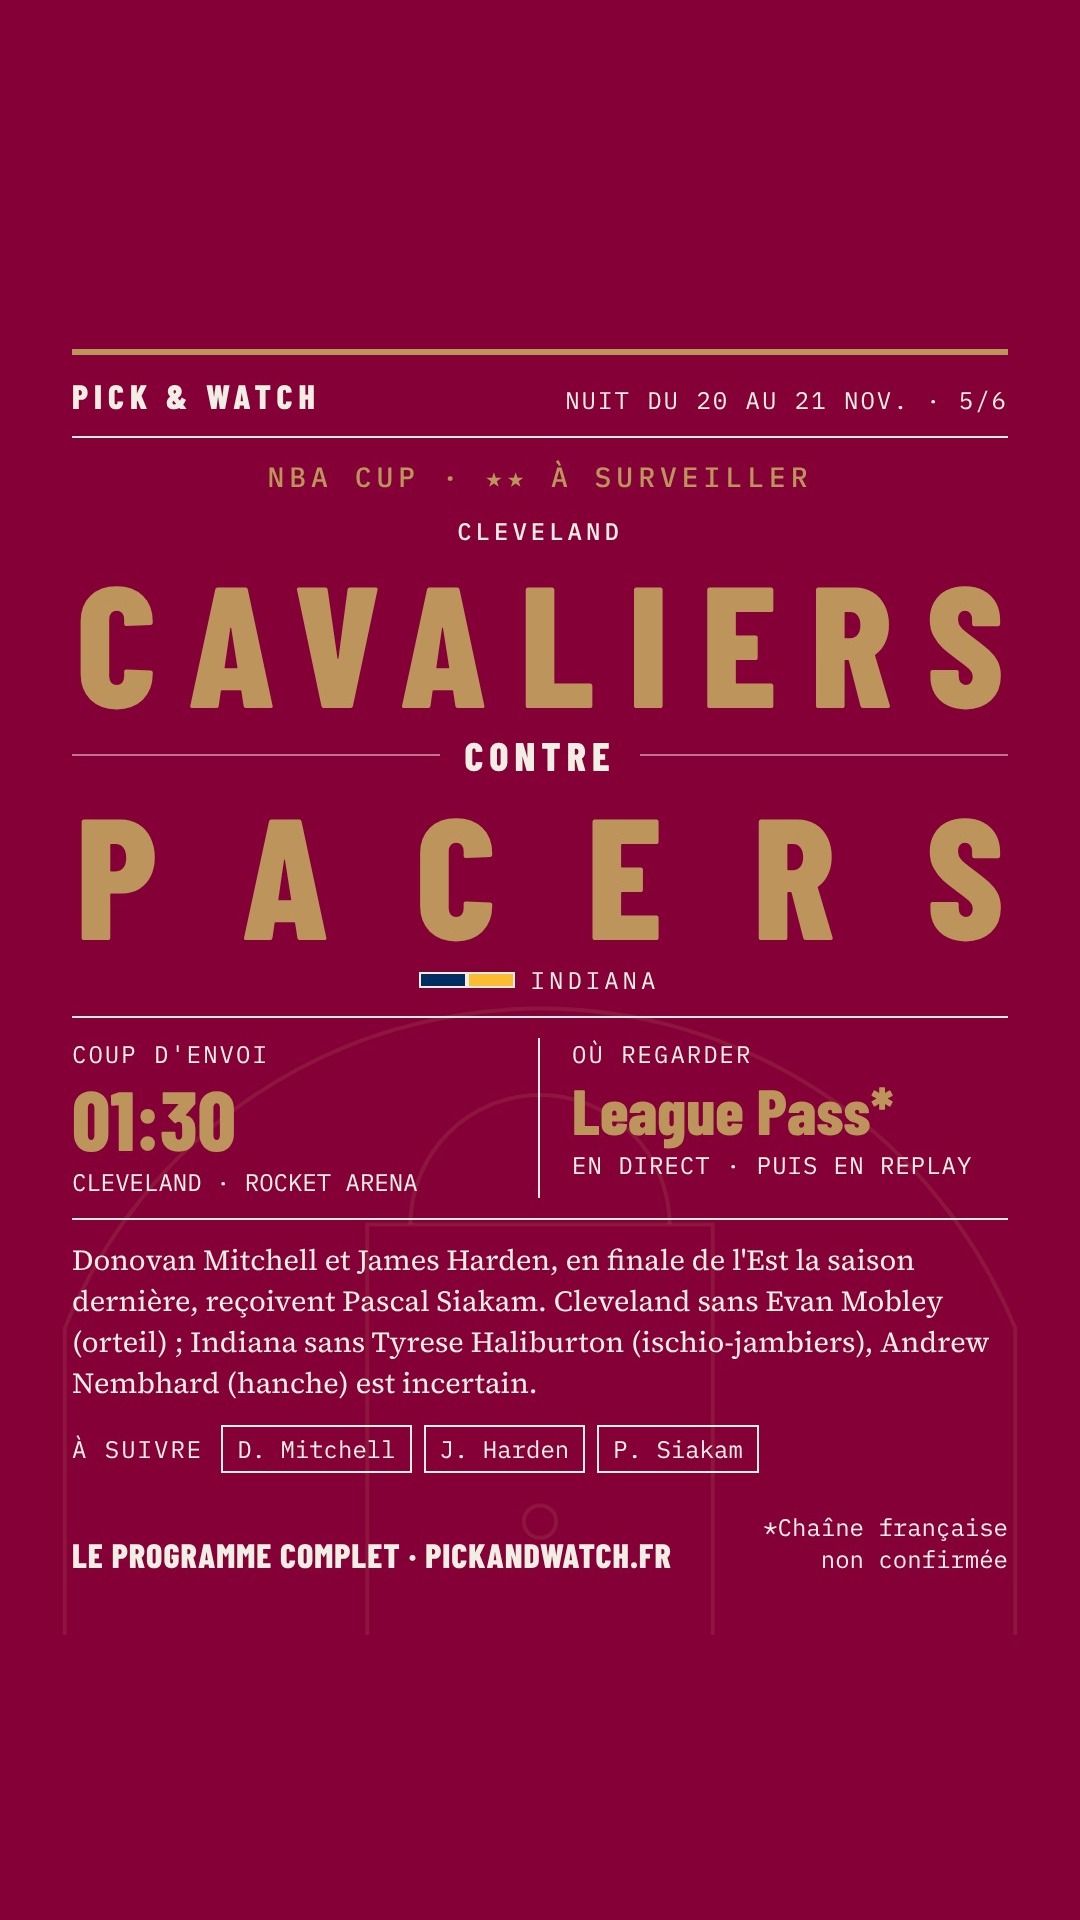 PICK & WATCH
NUIT DU 20 AU 21 NOV. · 5/6
NBA CUP · ★★ À SURVEILLER
CLEVELAND
CAVALIERS
CONTRE
PACERS
INDIANA
COUP D'ENVOI
01:30
CLEVELAND · ROCKET ARENA
OÙ REGARDER
League Pass*
EN DIRECT · PUIS EN REPLAY
Donovan Mitchell et James Harden, en finale de l'Est la saison
dernière, reçoivent Pascal Siakam. Cleveland sans Evan Mobley
(orteil) ; Indiana sans Tyrese Haliburton (ischio-jambiers), Andrew
Nembhard (hanche) est incertain.
À SUIVRE D. Mitchell J. Harden P. Siakam
LE PROGRAMME COMPLET · PICKANDWATCH.FR
*Chaîne française
non confirmée